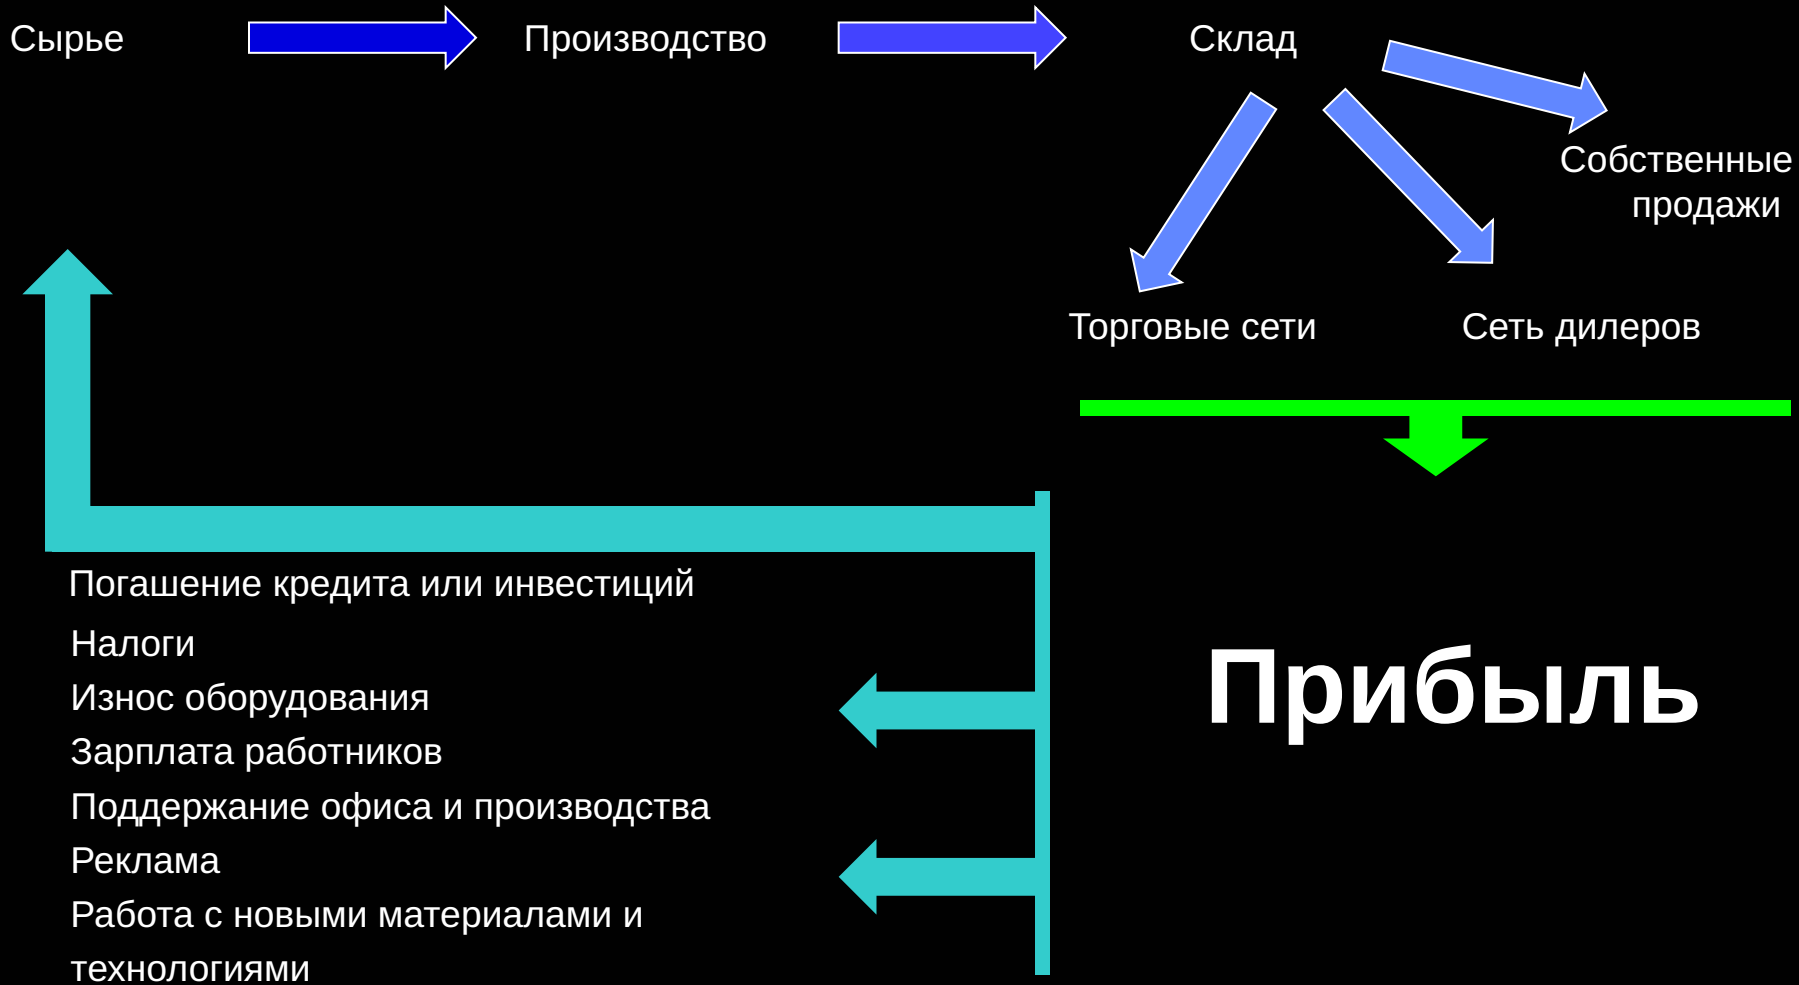 Сырье
Производство
Склад
Собственные
продажи
Торговые сети
Сеть дилеров
Прибыль
Погашение кредита или инвестиций
Налоги
Износ оборудования
Зарплата работников
Поддержание офиса и производства
Реклама
Работа с новыми материалами и
технологиями